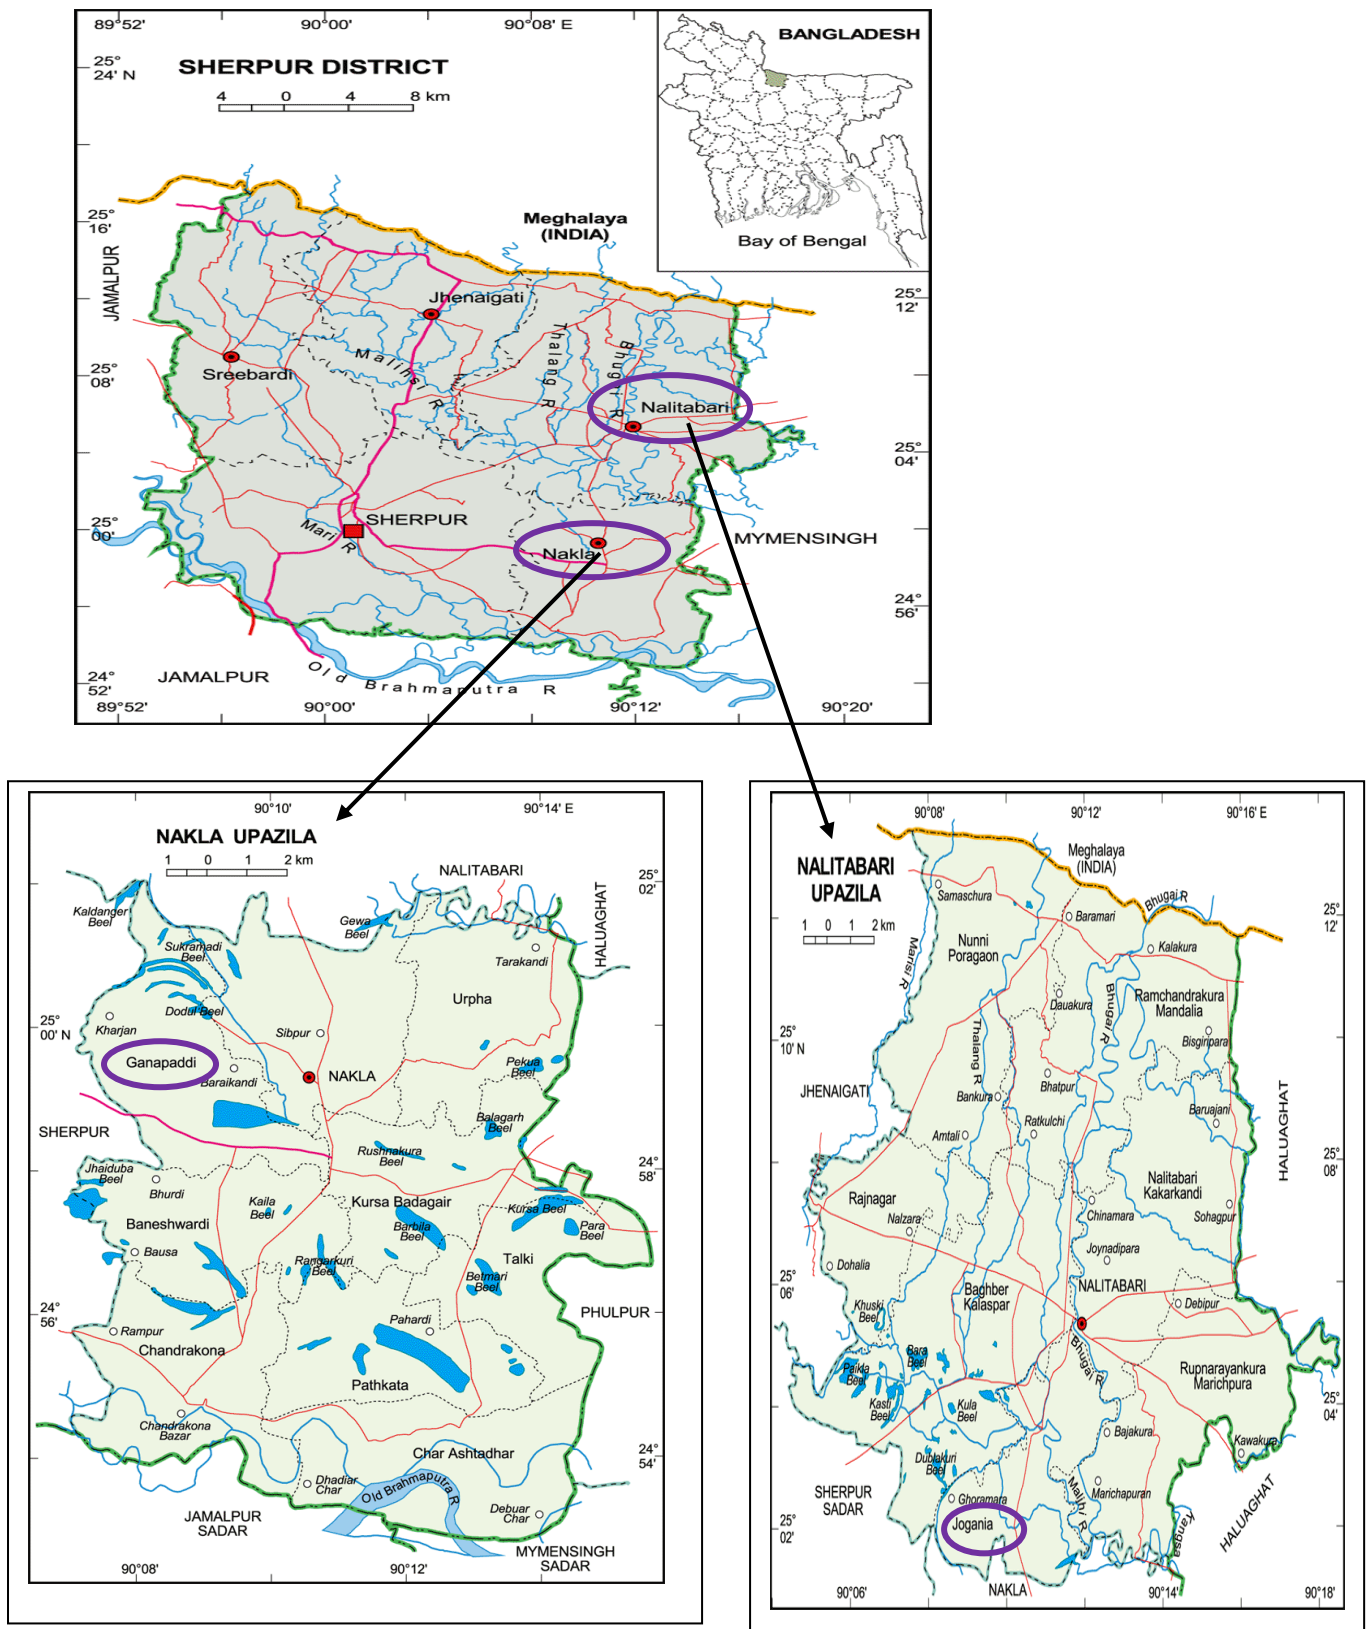 89°52'
90°00'
90°08' E
BANGLADESH
Bay of Bengal
25°
24' N
SHERPUR DISTRICT
4 0 4 8 km
25°
16'
Meghalaya
(INDIA)
JAMALPUR
25°
12'
Jhenaigati
Thalang R
Bhugai R
Malihsi R
25°
08'
Sreebardi
Nalitabari
25°
04'
SHERPUR
Mari R
25°
00'
Nakla
MYMENSINGH
24°
56'
JAMALPUR
Old Brahmaputra R
24°
52'
89°52'
90°00'
90°12'
90°20'
90°10'
90°14' E
NAKLA UPAZILA
1 0 1 2 km
NALITABARI
25°
02'
HALUAGHAT
Kaldanger
Beel
Gewa
Beel
Sukramadi
Beel
Tarakandi
Urpha
Dodul Beel
25°
00' N
Kharjan
Sibpur
Ganapaddi
Baraikandi
NAKLA
Pekua
Beel
Balagarh
Beel
SHERPUR
Rushnakura
Beel
24°
58'
Jhaiduba
Beel
Bhurdi
Kaila
Beel
Kursa Badagair
Kursa Beel
Baneshwardi
Barbila
Beel
Para
Beel
Bausa
Rangarkuri
Beel
Talki
Betmari
Beel
24°
56'
PHULPUR
Rampur
Pahardi
Chandrakona
Pathkata
Chandrakona
Bazar
Char Ashtadhar
24°
54'
Dhadiar
Char
Old Brahmaputra R
Debuar
Char
JAMALPUR
SADAR
MYMENSINGH
SADAR
90°08'
90°12'
90°08'
90°12'
90°16' E
NALITABARI
UPAZILA
1 0 1 2 km
Meghalaya
(INDIA)
Samaschura
Bhugai R
Baramari
25°
12'
Nunni
Poragaon
Kalakura
Marisi R
Dauakura
Bhugai R
Ramchandrakura
Mandalia
Bisgiripara
Thalang R
25°
10' N
Bhatpur
JHENAIGATI
Bankura
Baruajani
HALUAGHAT
Amtali
Ratkulchi
25°
08'
Rajnagar
Nalitabari
Kakarkandi
Nalzara
Chinamara
Sohagpur
Joynadipara
Dohalia
25°
06'
Baghber
Kalaspar
NALITABARI
Debipur
Khuski
Beel
Bara
Beel
Bhugai R
Paikla
Beel
Rupnarayankura
Marichpura
Kasti
Beel
Kula
Beel
25°
04'
Bajakura
Kawakura
Dublakuri
Beel
SHERPUR
SADAR
Ghoramara
Malijhi R
Marichapuran
25°
02'
Jogania
Kangsa
HALUAGHAT
NAKLA
90°06'
90°14'
90°18'